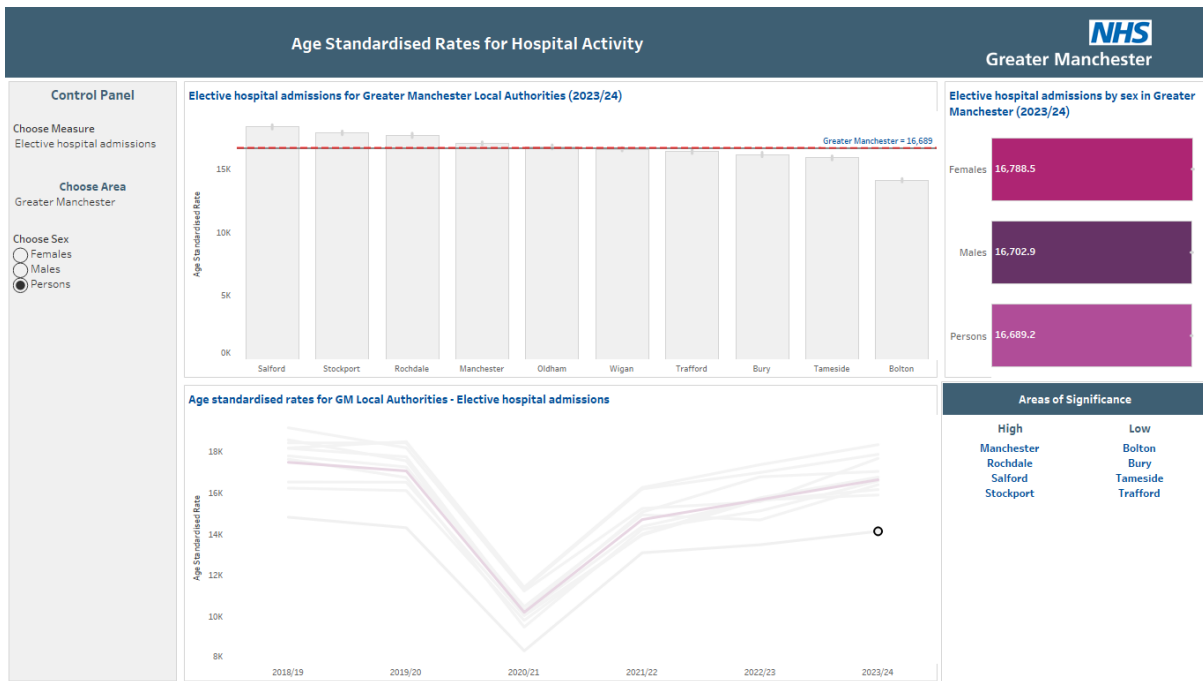 Age Standardised Rates for Hospital Activity
NHS
Greater Manchester
Control Panel
Choose Measure
Elective hospital admissions
Choose Area
Greater Manchester
Choose Sex
Females
Males
Persons
Elective hospital admissions for Greater Manchester Local Authorities (2023/24)
Age Standardised Rate
15K
10K
5K
0K
Greater Manchester = 16,689
Salford
Stockport
Rochdale
Manchester
Oldham
Wigan
Trafford
Bury
Tameside
Bolton
Elective hospital admissions by sex in Greater
Manchester (2023/24)
Females 16,788.5
Males 16,702.9
Persons 16,689.2
Age standardised rates for GM Local Authorities - Elective hospital admissions
Age Standardised Rate
18K
16K
14K
12K
10K
8K
2018/19
2019/20
2020/21
2021/22
2022/23
2023/24
Areas of Significance
High Low
Manchester Bolton
Rochdale Bury
Salford Tameside
Stockport Trafford